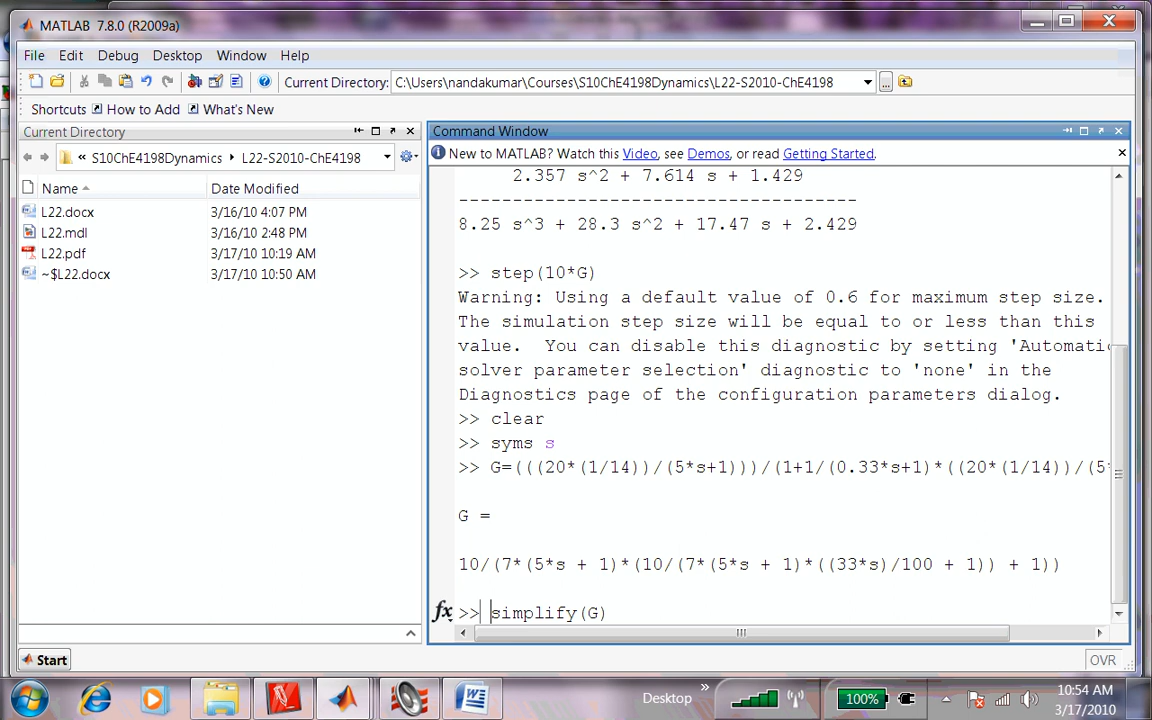 MATLAB 7.8.0 (R2009a)
File Edit Debug Desktop Window Help
Current Directory: C:\Users\nandakumar\Courses\S10ChE4198Dynamics\L22-S2010-ChE4198 ...
Shortcuts How to Add What's New
Current Directory
« S10ChE4198Dynamics L22-S2010-ChE4198
Name Date Modified
L22.docx 3/16/10 4:07 PM
L22.mdl 3/16/10 2:48 PM
L22.pdf 3/17/10 10:19 AM
~$L22.docx 3/17/10 10:50 AM
Command Window
New to MATLAB? Watch this Video, see Demos, or read Getting Started.
2.357 s^2 + 7.614 s + 1.429
-------------------------------------
8.25 s^3 + 28.3 s^2 + 17.47 s + 2.429
>> step(10*G)
Warning: Using a default value of 0.6 for maximum step size.
The simulation step size will be equal to or less than this
value.  You can disable this diagnostic by setting 'Automatic
solver parameter selection' diagnostic to 'none' in the
Diagnostics page of the configuration parameters dialog.
>> clear
>> syms s
>> G=(((20*(1/14))/(5*s+1)))/(1+1/(0.33*s+1)*((20*(1/14))/(5*
G =
10/(7*(5*s + 1)*(10/(7*(5*s + 1)*((33*s)/100 + 1)) + 1))
fx >> simplify(G)
Start
OVR
Desktop » 100% 10:54 AM
3/17/2010